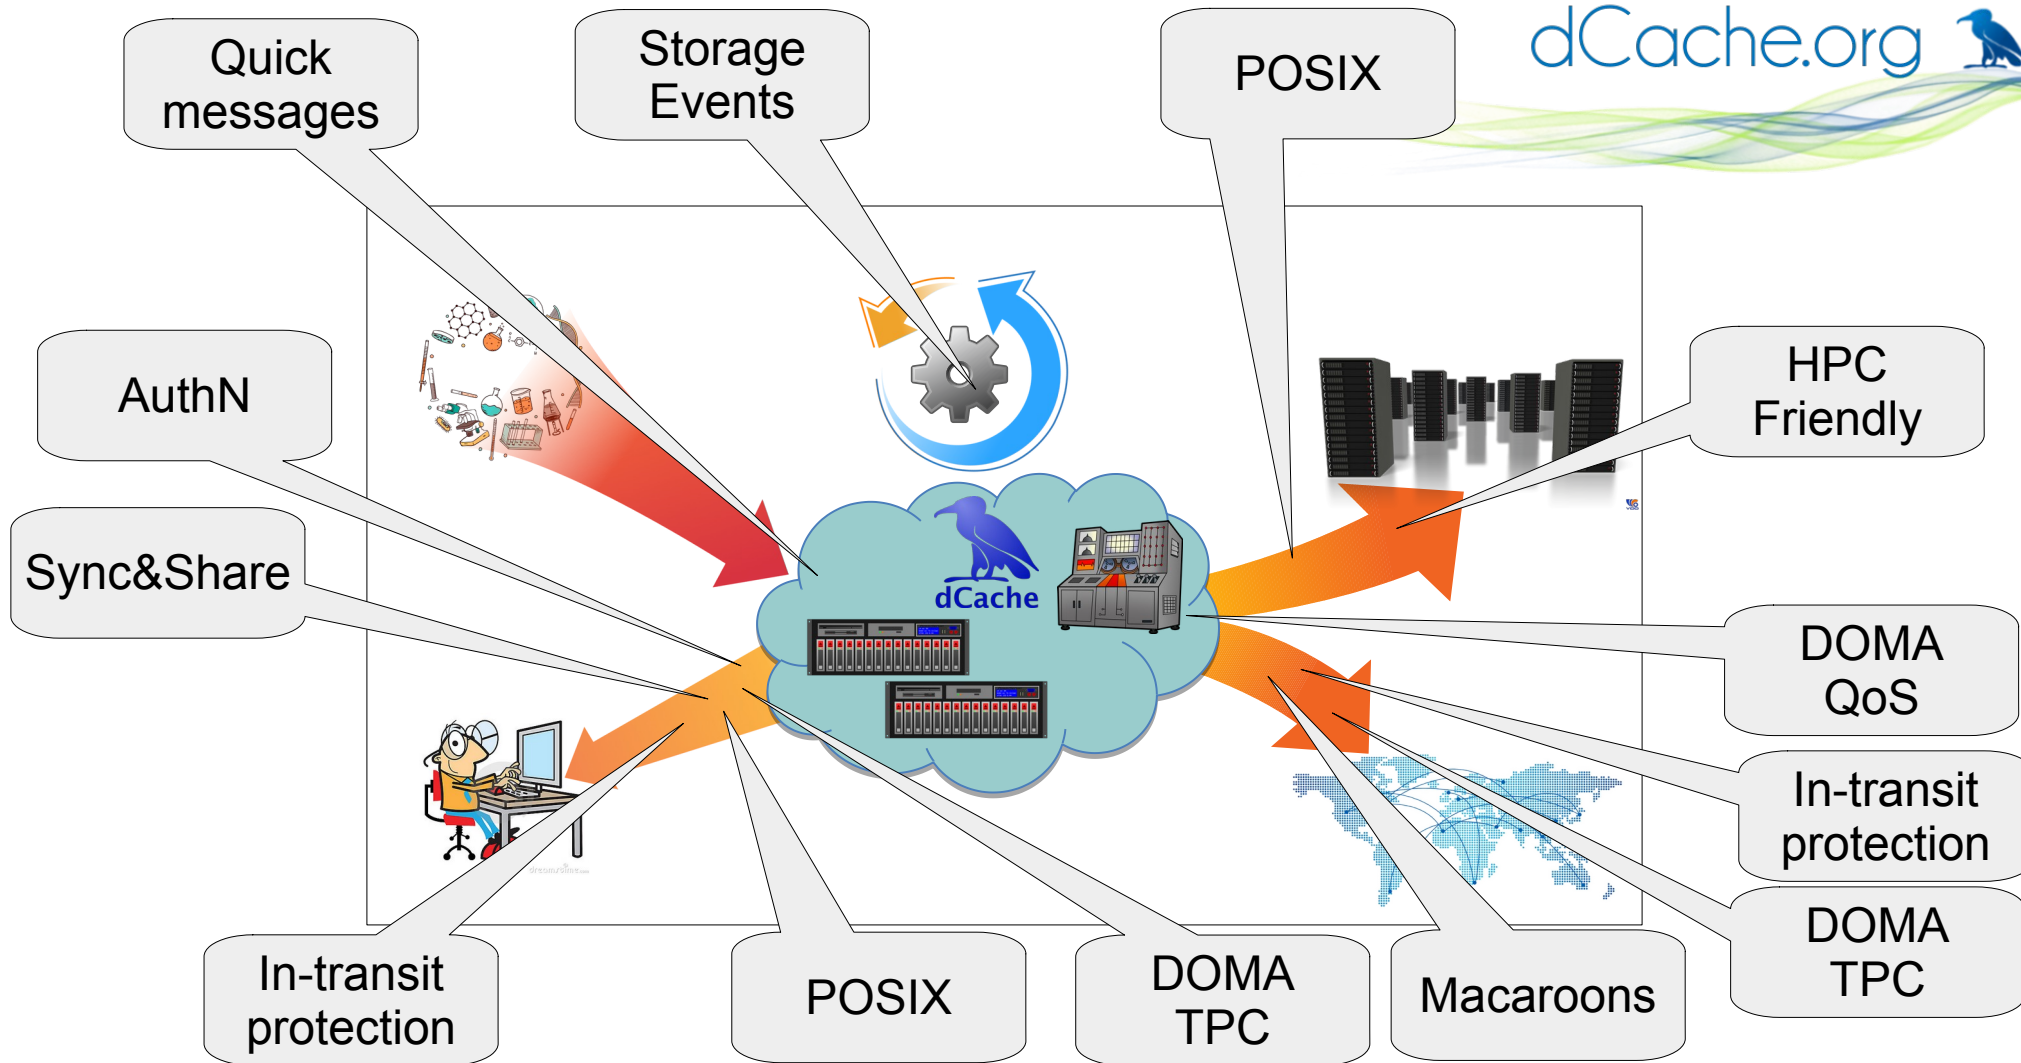 dCache.org
Quick
messages
Storage
Events
POSIX
AuthN
HPC
Friendly
Sync&Share
dCache
DOMA
QoS
In-transit
protection
DOMA
TPC
In-transit
protection
POSIX
DOMA
TPC
Macaroons